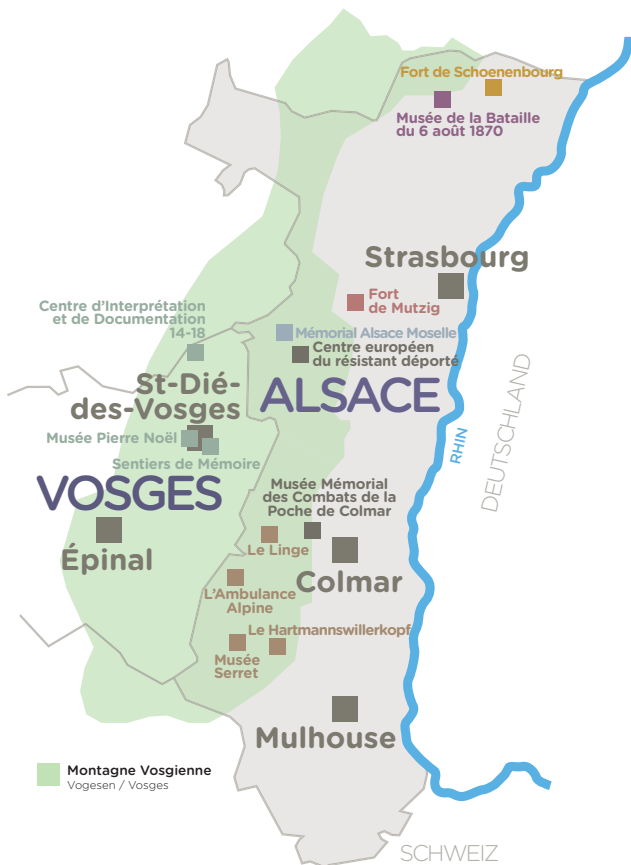 Fort de Schoenenbourg
Musée de la Bataille
du 6 août 1870
Strasbourg
Fort
de Mutzig
Centre d'Interprétation
et de Documentation
14-18
Mémorial Alsace Moselle
Centre européen
du résistant déporté
St-Dié-
des-Vosges
ALSACE
DEUTSCHLAND
RHIN
Musée Pierre Noël
Sentiers de Mémoire
VOSGES
Musée Mémorial
des Combats de la
Poche de Colmar
Épinal
Le Linge
Colmar
L'Ambulance
Alpine
Le Hartmannswillerkopf
Musée
Serret
Mulhouse
Montagne Vosgienne
Vogesen / Vosges
SCHWEIZ